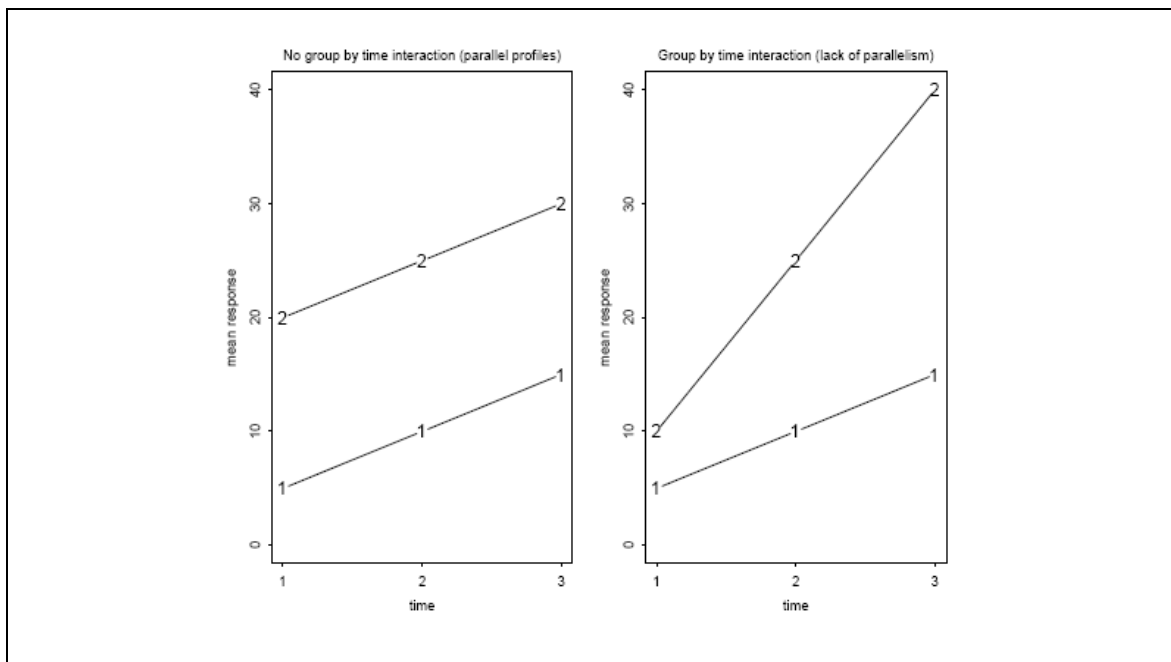 No group by time interaction (parallel profiles)
40
30
20
10
0
mean response
2
2
2
1
1
1
1 2 3
time
Group by time interaction (lack of parallelism)
40
30
20
10
0
mean response
2
2
2
1
1
1
1 2 3
time